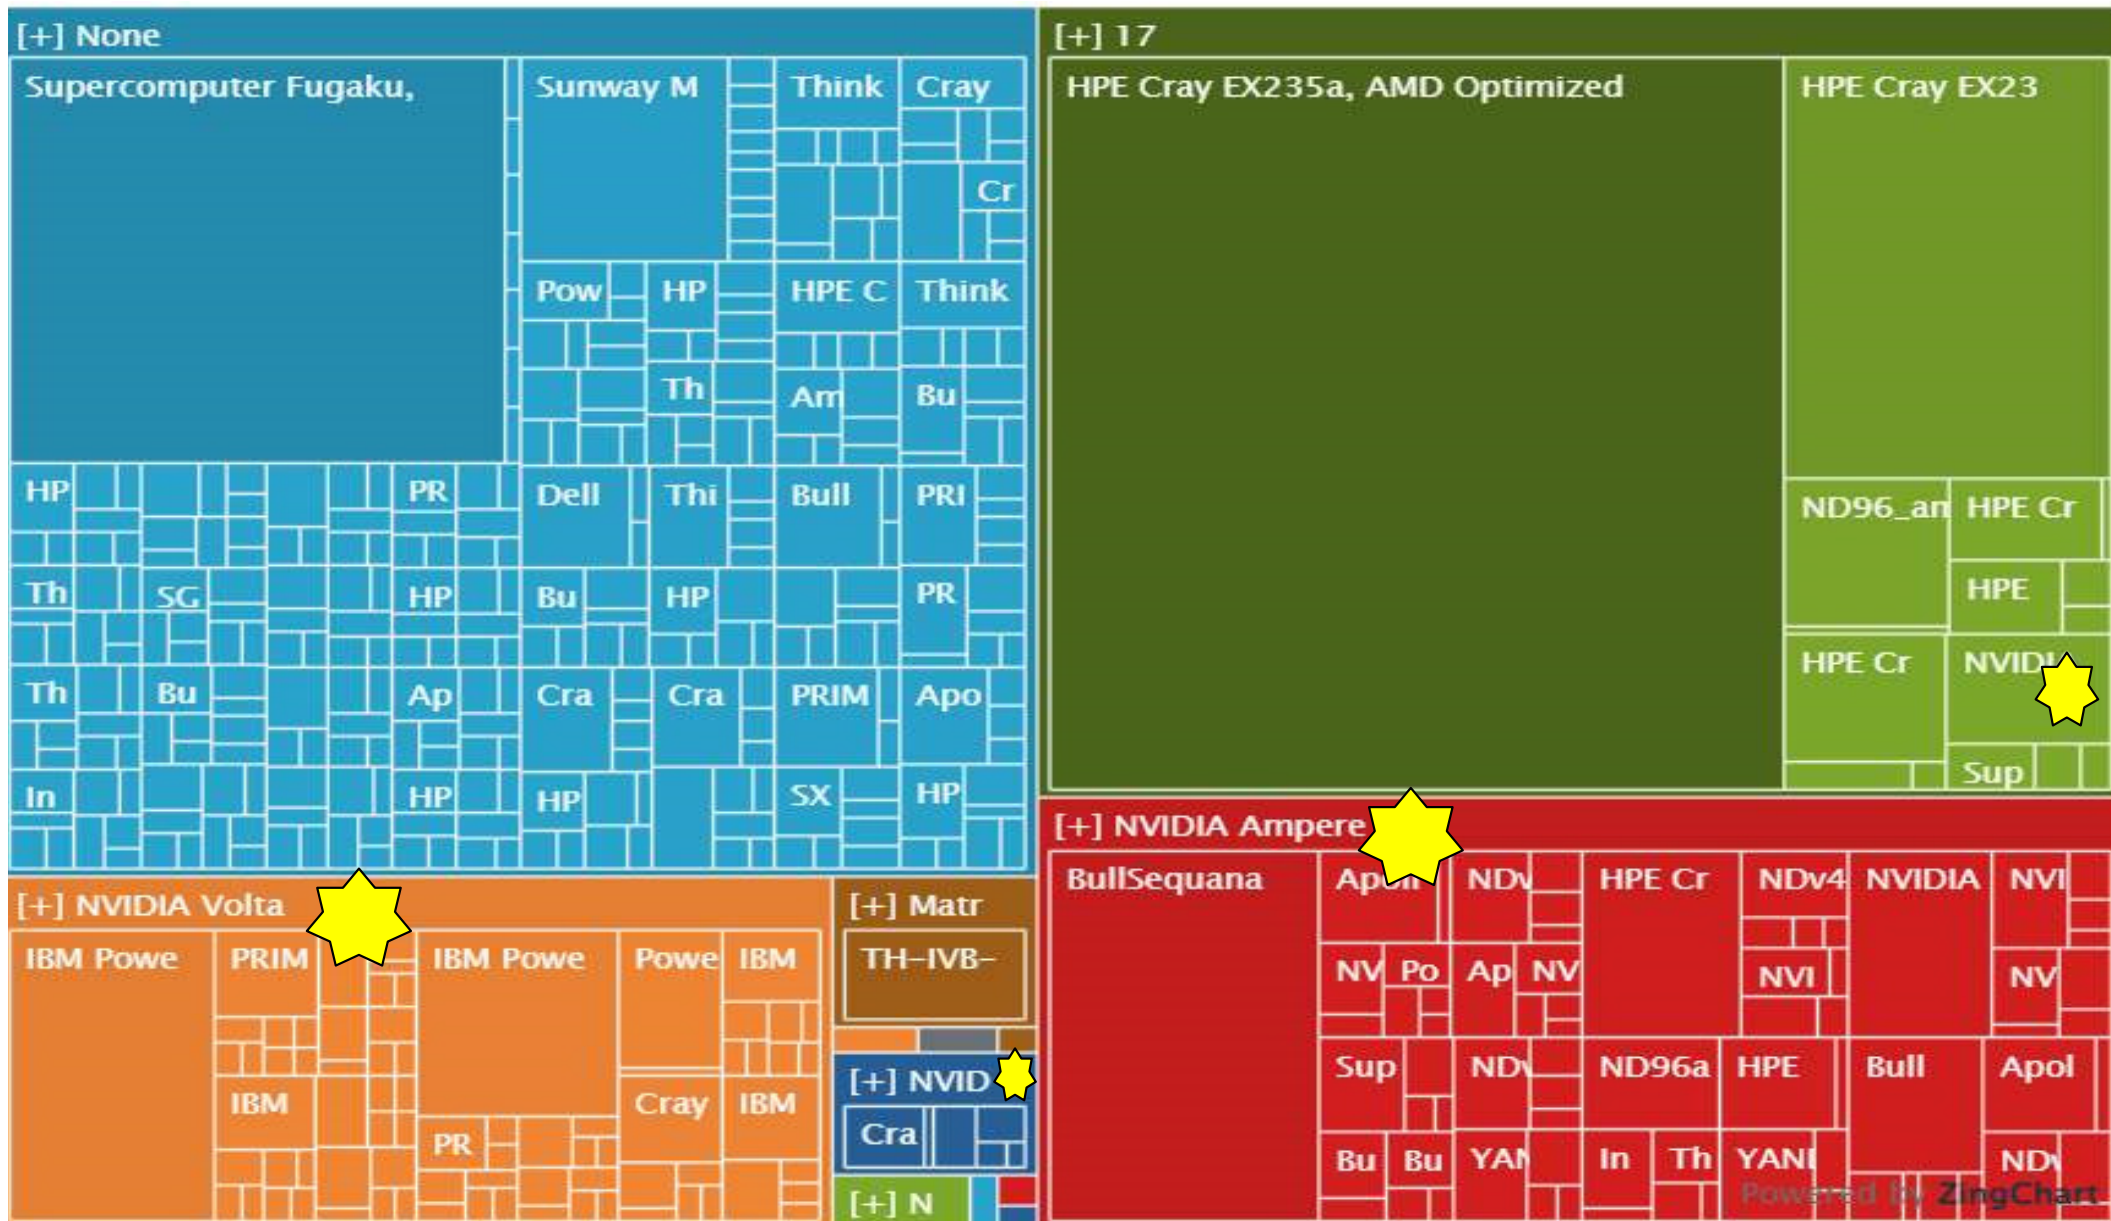 [+] None
Supercomputer Fugaku,
Sunway M
Think
Cray
Cr
Pow
HP
HPE C
Think
Th
Am
Bu
HP
PR
Dell
Thi
Bull
PRI
Th
SG
HP
Bu
HP
PR
Th
Bu
Ap
Cra
Cra
PRIM
Apo
In
HP
HP
SX
HP
[+] 17
HPE Cray EX235a, AMD Optimized
HPE Cray EX23
ND96_am
HPE Cr
HPE
HPE Cr
NVIDI
Sup
[+] NVIDIA Volta
IBM Powe
PRIM
IBM Powe
Powe
IBM
IBM
Cray
IBM
PR
[+] Matr
TH-IVB-
[+] NVID
Cra
[+] N
[+] NVIDIA Ampere
BullSequana
Apoll
NDv
HPE Cr
NDv4
NVIDIA
NVI
NV
Po
Ap
NV
NVI
NV
Sup
NDv
ND96a
HPE
Bull
Apol
Bu
Bu
YAN
In
Th
YAND
NDv
Powered by ZingChart